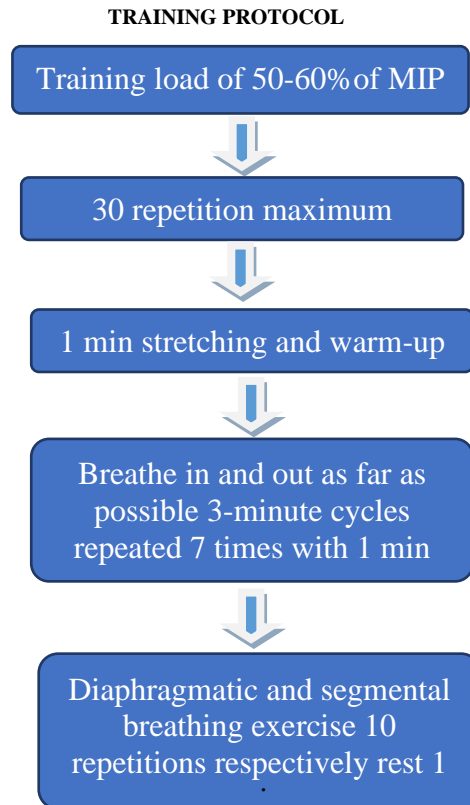 TRAINING PROTOCOL
Training load of 50-60% of MIP
30 repetition maximum
1 min stretching and warm-up
Breathe in and out as far as
possible 3-minute cycles
repeated 7 times with 1 min
Diaphragmatic and segmental
breathing exercise 10
repetitions respectively rest 1
.